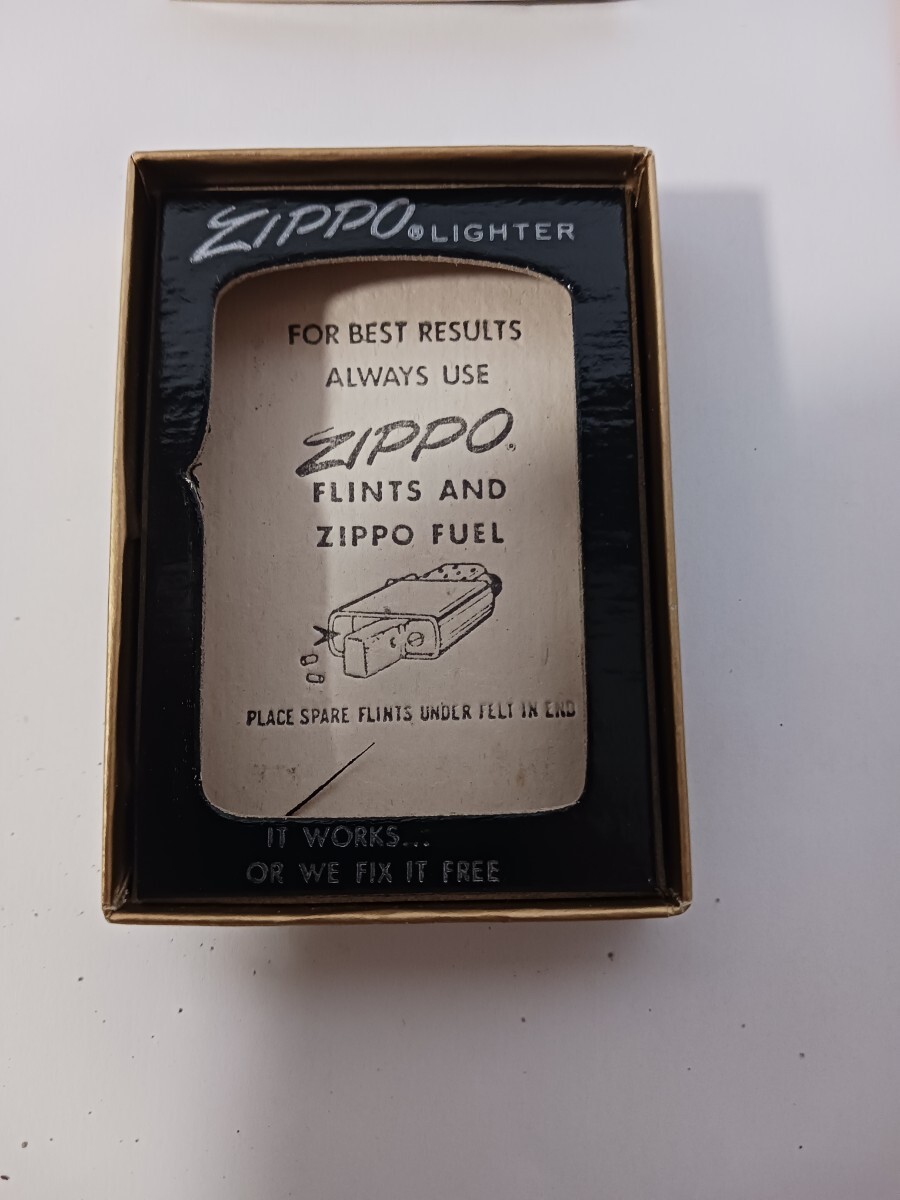 ZIPPO® LIGHTER
FOR BEST RESULTS
ALWAYS USE
ZIPPO®
FLINTS AND
ZIPPO FUEL
PLACE SPARE FLINTS UNDER FELT IN END
IT WORKS...
OR WE FIX IT FREE